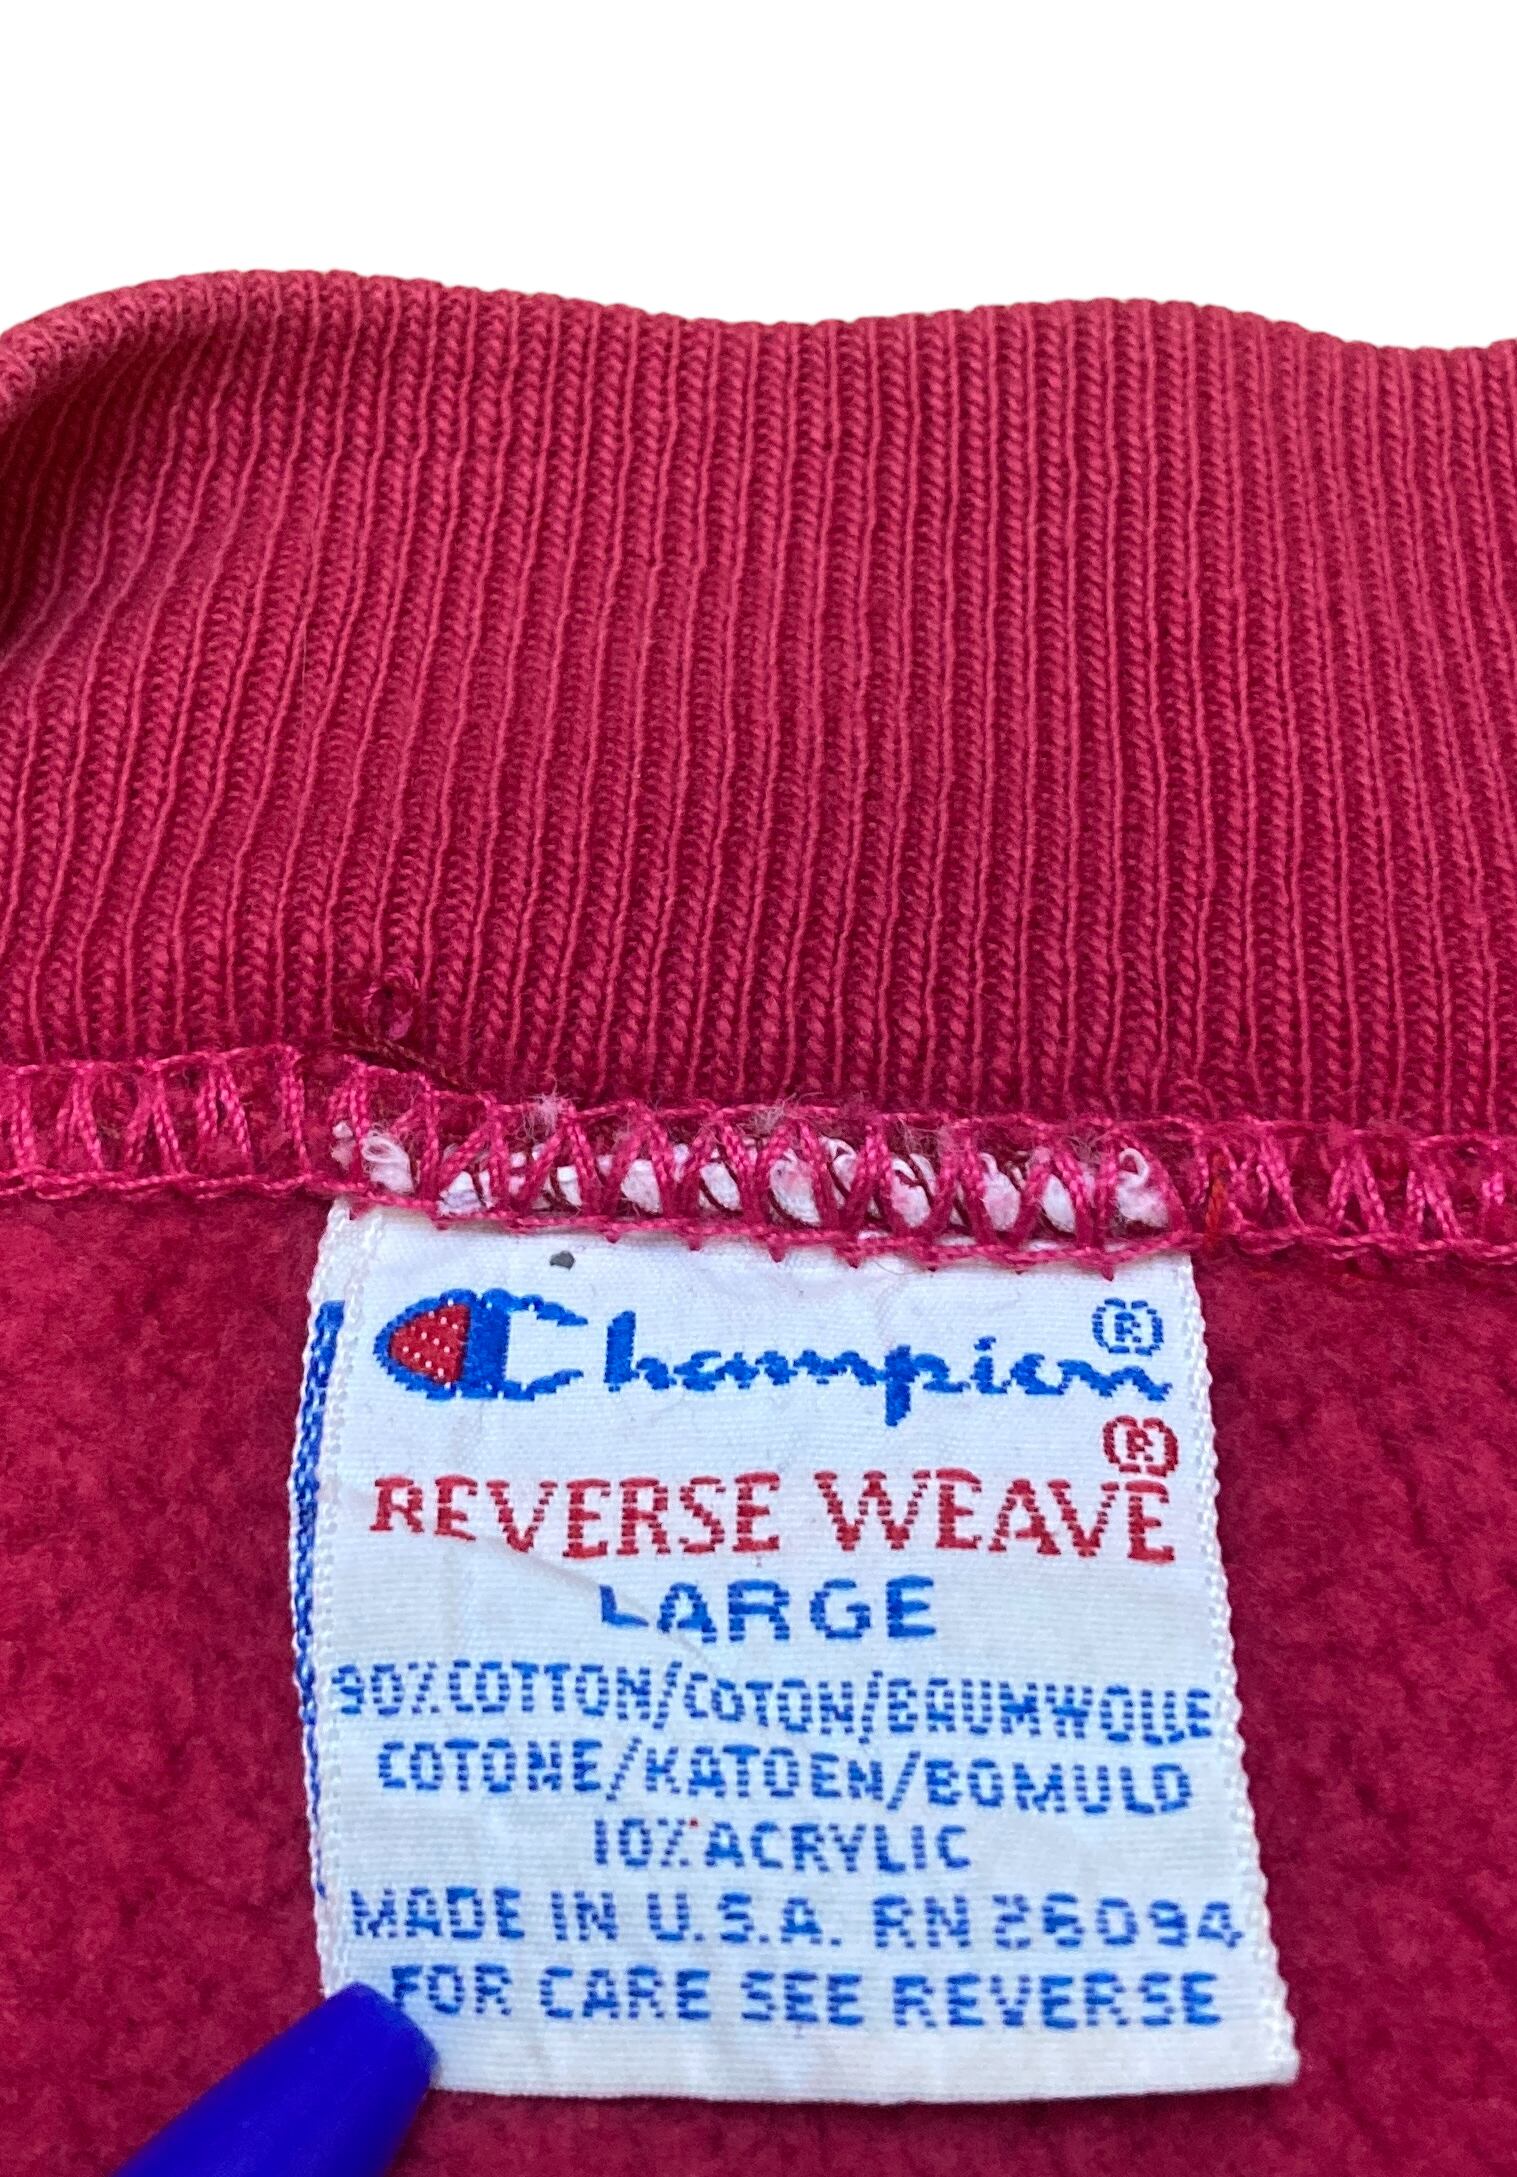 Champion®
REVERSE WEAVE®
LARGE
90% COTTON/COTON/BAUMWOLLE
COTONE/KATOEN/BOMULD
10% ACRYLIC
MADE IN U.S.A. RN 26094
FOR CARE SEE REVERSE